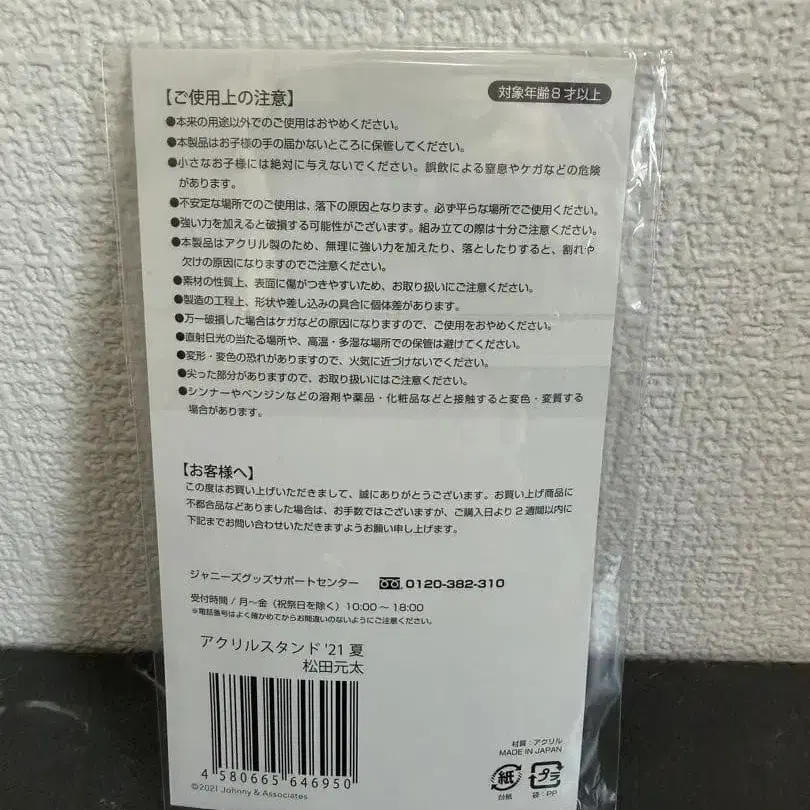 【ご使用上の注意】
対象年齢8才以上
●本来の用途以外でのご使用はおやめください。
●本製品はお子様の手の届かないところに保管してください。
●小さなお子様には絶対に与えないでください。誤飲による窒息やケガなどの危険
があります。
●不安定な場所でのご使用は、落下の原因となります。必ず平らな場所でご使用ください。
●強い力を加えると破損する可能性がございます。組み立ての際は十分ご注意ください。
●本製品はアクリル製のため、無理に強い力を加えたり、落としたりすると、割れや
欠けの原因になりますのでご注意ください。
●素材の性質上、表面に傷がつきやすいため、お取り扱いにご注意ください。
●製造の工程上、形状や差し込みの具合に個体差があります。
●万一破損した場合はケガなどの原因になりますので、ご使用をおやめください。
●直射日光の当たる場所や、高温・多湿な場所での保管は避けてください。
●変形・変色の恐れがありますので、火気に近づけないでください。
●尖った部分がありますので、お取り扱いにはご注意ください。
●シンナーやベンジンなどの溶剤や薬品・化粧品などと接触すると変色・変質する
場合があります。
【お客様へ】
この度はお買い上げいただきまして、誠にありがとうございます。お買い上げ商品に
不都合品などありました場合は、お手数ではございますが、ご購入日より2週間以内に
下記までお問い合わせいただきますようお願い申し上げます。
ジャニーズグッズサポートセンター 0120-382-310
受付時間/月~金(祝祭日を除く)10:00~18:00
※電話番号はよく確かめてからお間違いのないようにご注意ください。
アクリルスタンド '21 夏
松田元太
4 580665 646950
©2021 Johnny & Associates
材質:アクリル
MADE IN JAPAN
紙
台紙
プラ
袋:PP